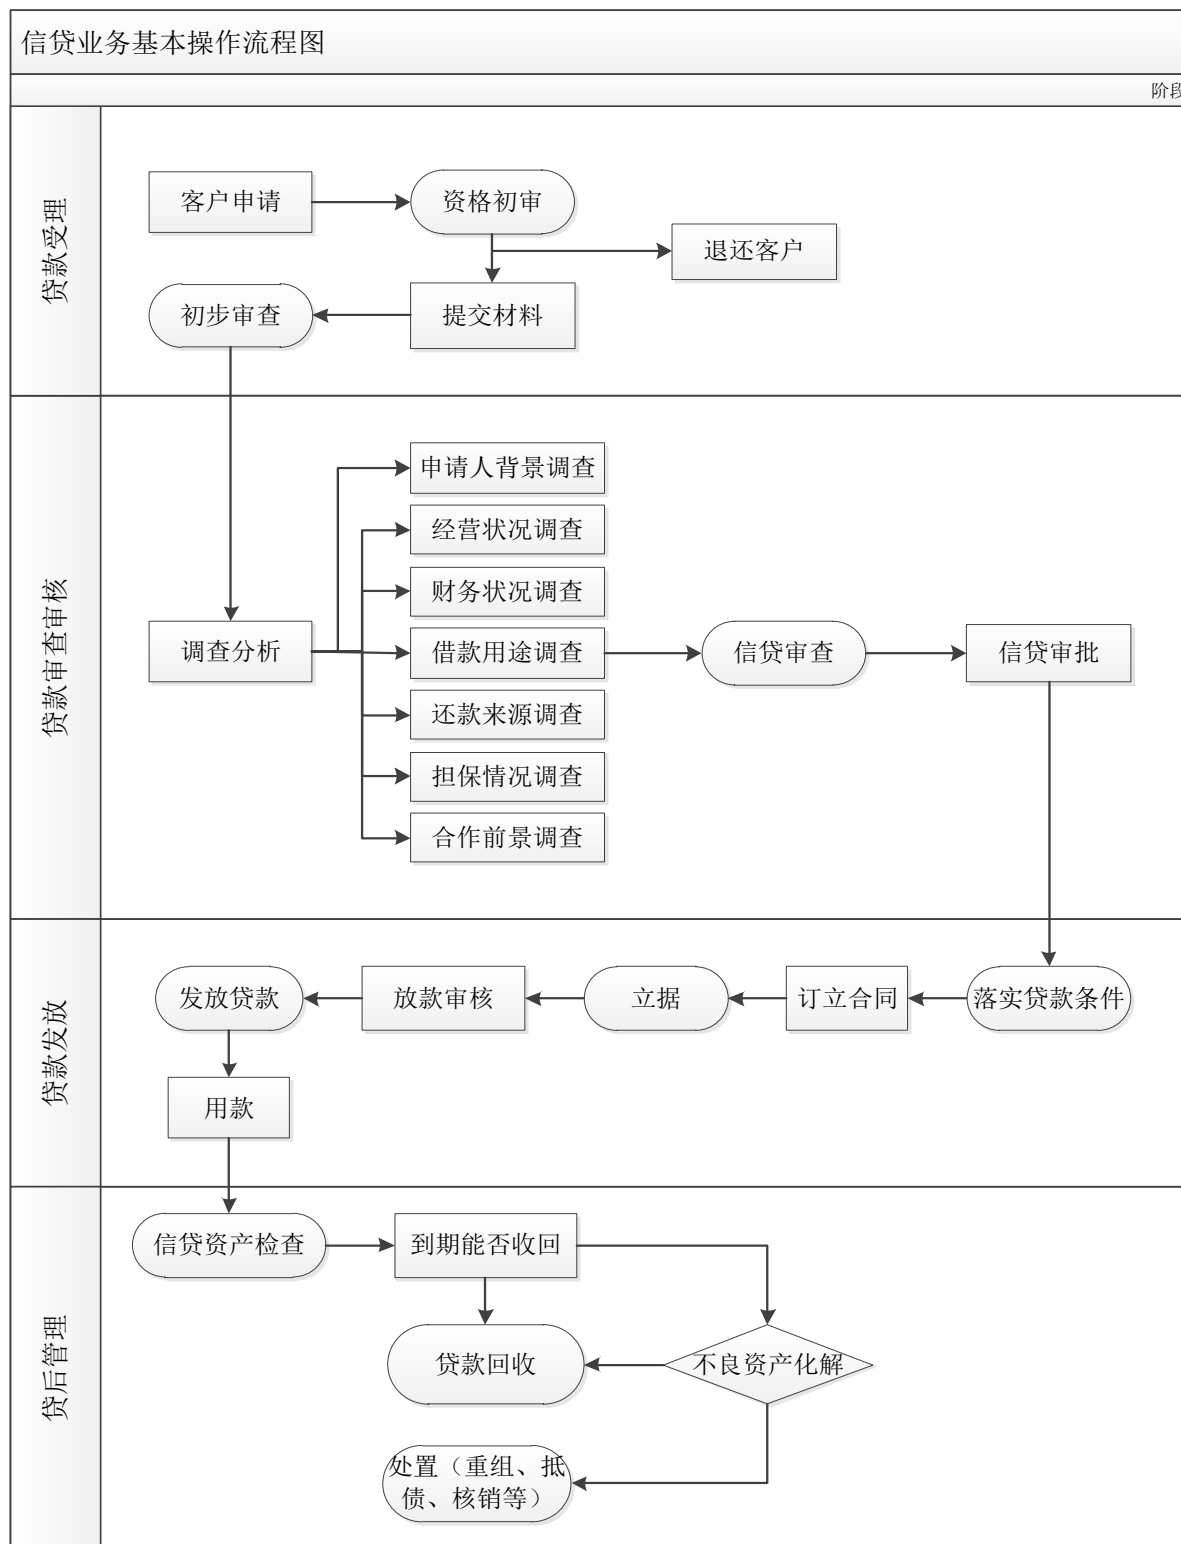 信贷业务基本操作流程图
阶段
贷款受理
客户申请
资格初审
退还客户
初步审查
提交材料
贷款审查审核
申请人背景调查
经营状况调查
财务状况调查
调查分析
借款用途调查
信贷审查
信贷审批
还款来源调查
担保情况调查
合作前景调查
贷款发放
发放贷款
放款审核
立据
订立合同
落实贷款条件
用款
贷后管理
信贷资产检查
到期能否收回
贷款回收
不良资产化解
处置（重组、抵
债、核销等）